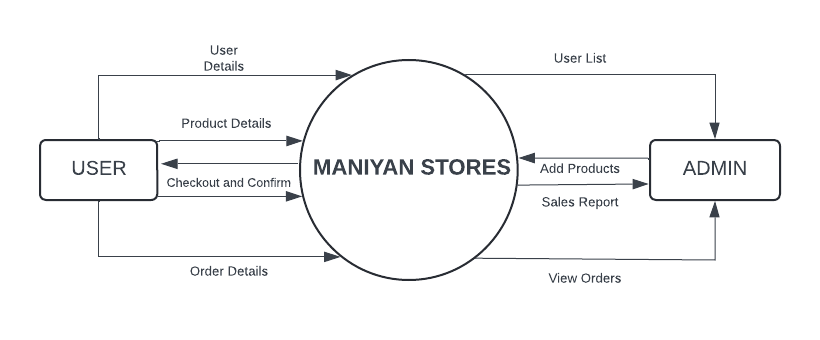 User
Details
User List
Product Details
USER
MANIYAN STORES
ADMIN
Add Products
Checkout and Confirm
Sales Report
Order Details
View Orders